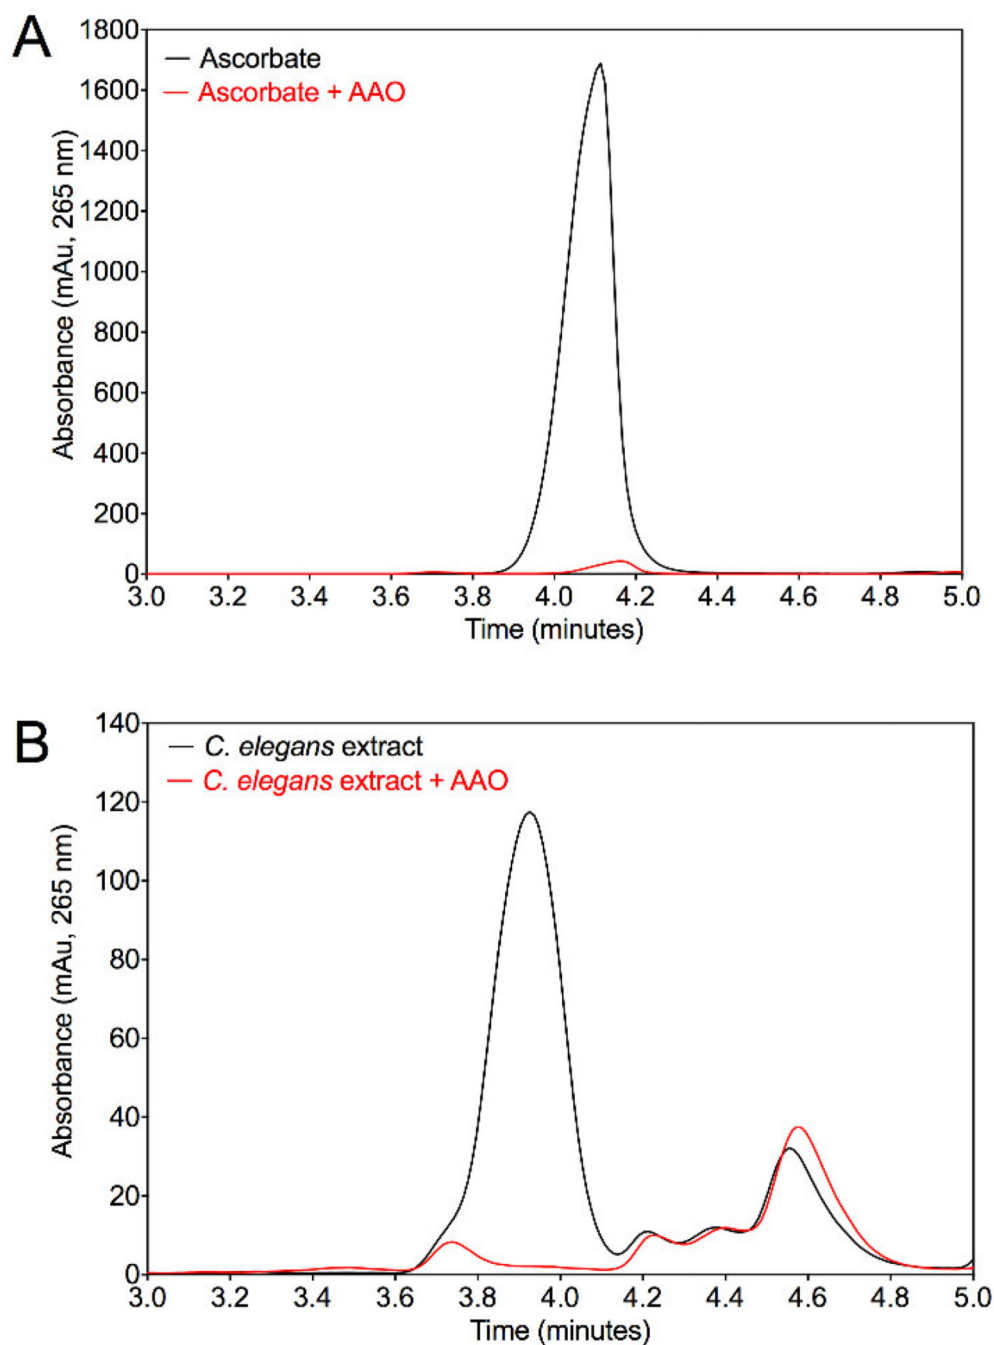 A
1800
1600
1400
1200
1000
800
600
400
200
0
Absorbance (mAu, 265 nm)
Ascorbate
Ascorbate + AAO
3.0 3.2 3.4 3.6 3.8 4.0 4.2 4.4 4.6 4.8 5.0
Time (minutes)
B
140
120
100
80
60
40
20
0
Absorbance (mAu, 265 nm)
C. elegans extract
C. elegans extract + AAO
3.0 3.2 3.4 3.6 3.8 4.0 4.2 4.4 4.6 4.8 5.0
Time (minutes)